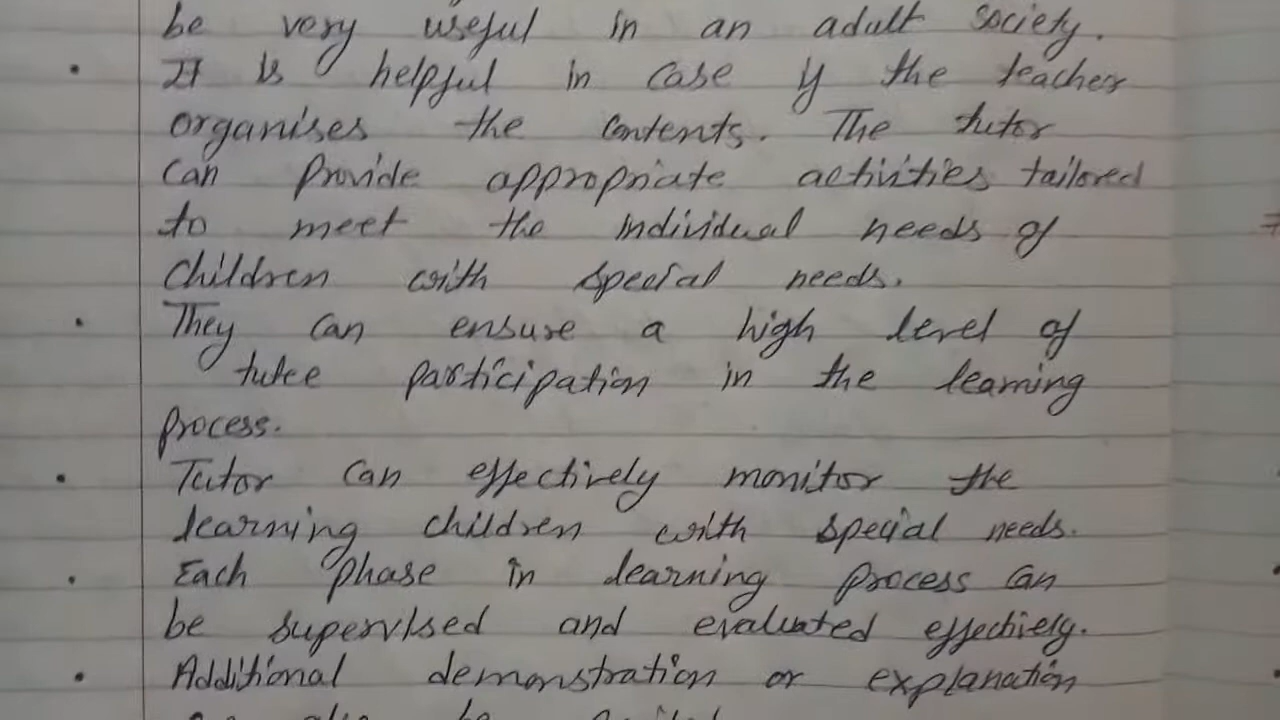 be very useful in an adult society.
• It is helpful in case if the teacher
organises the contents. The tutor
can provide appropriate activities tailored
to meet the individual needs of
children with special needs.
• They can ensure a high level of
tutee participation in the learning
process.
• Tutor can effectively monitor the
learning children with special needs.
• Each phase in learning process can
be supervised and evaluated effectively.
• Additional demonstration or explanation
also be